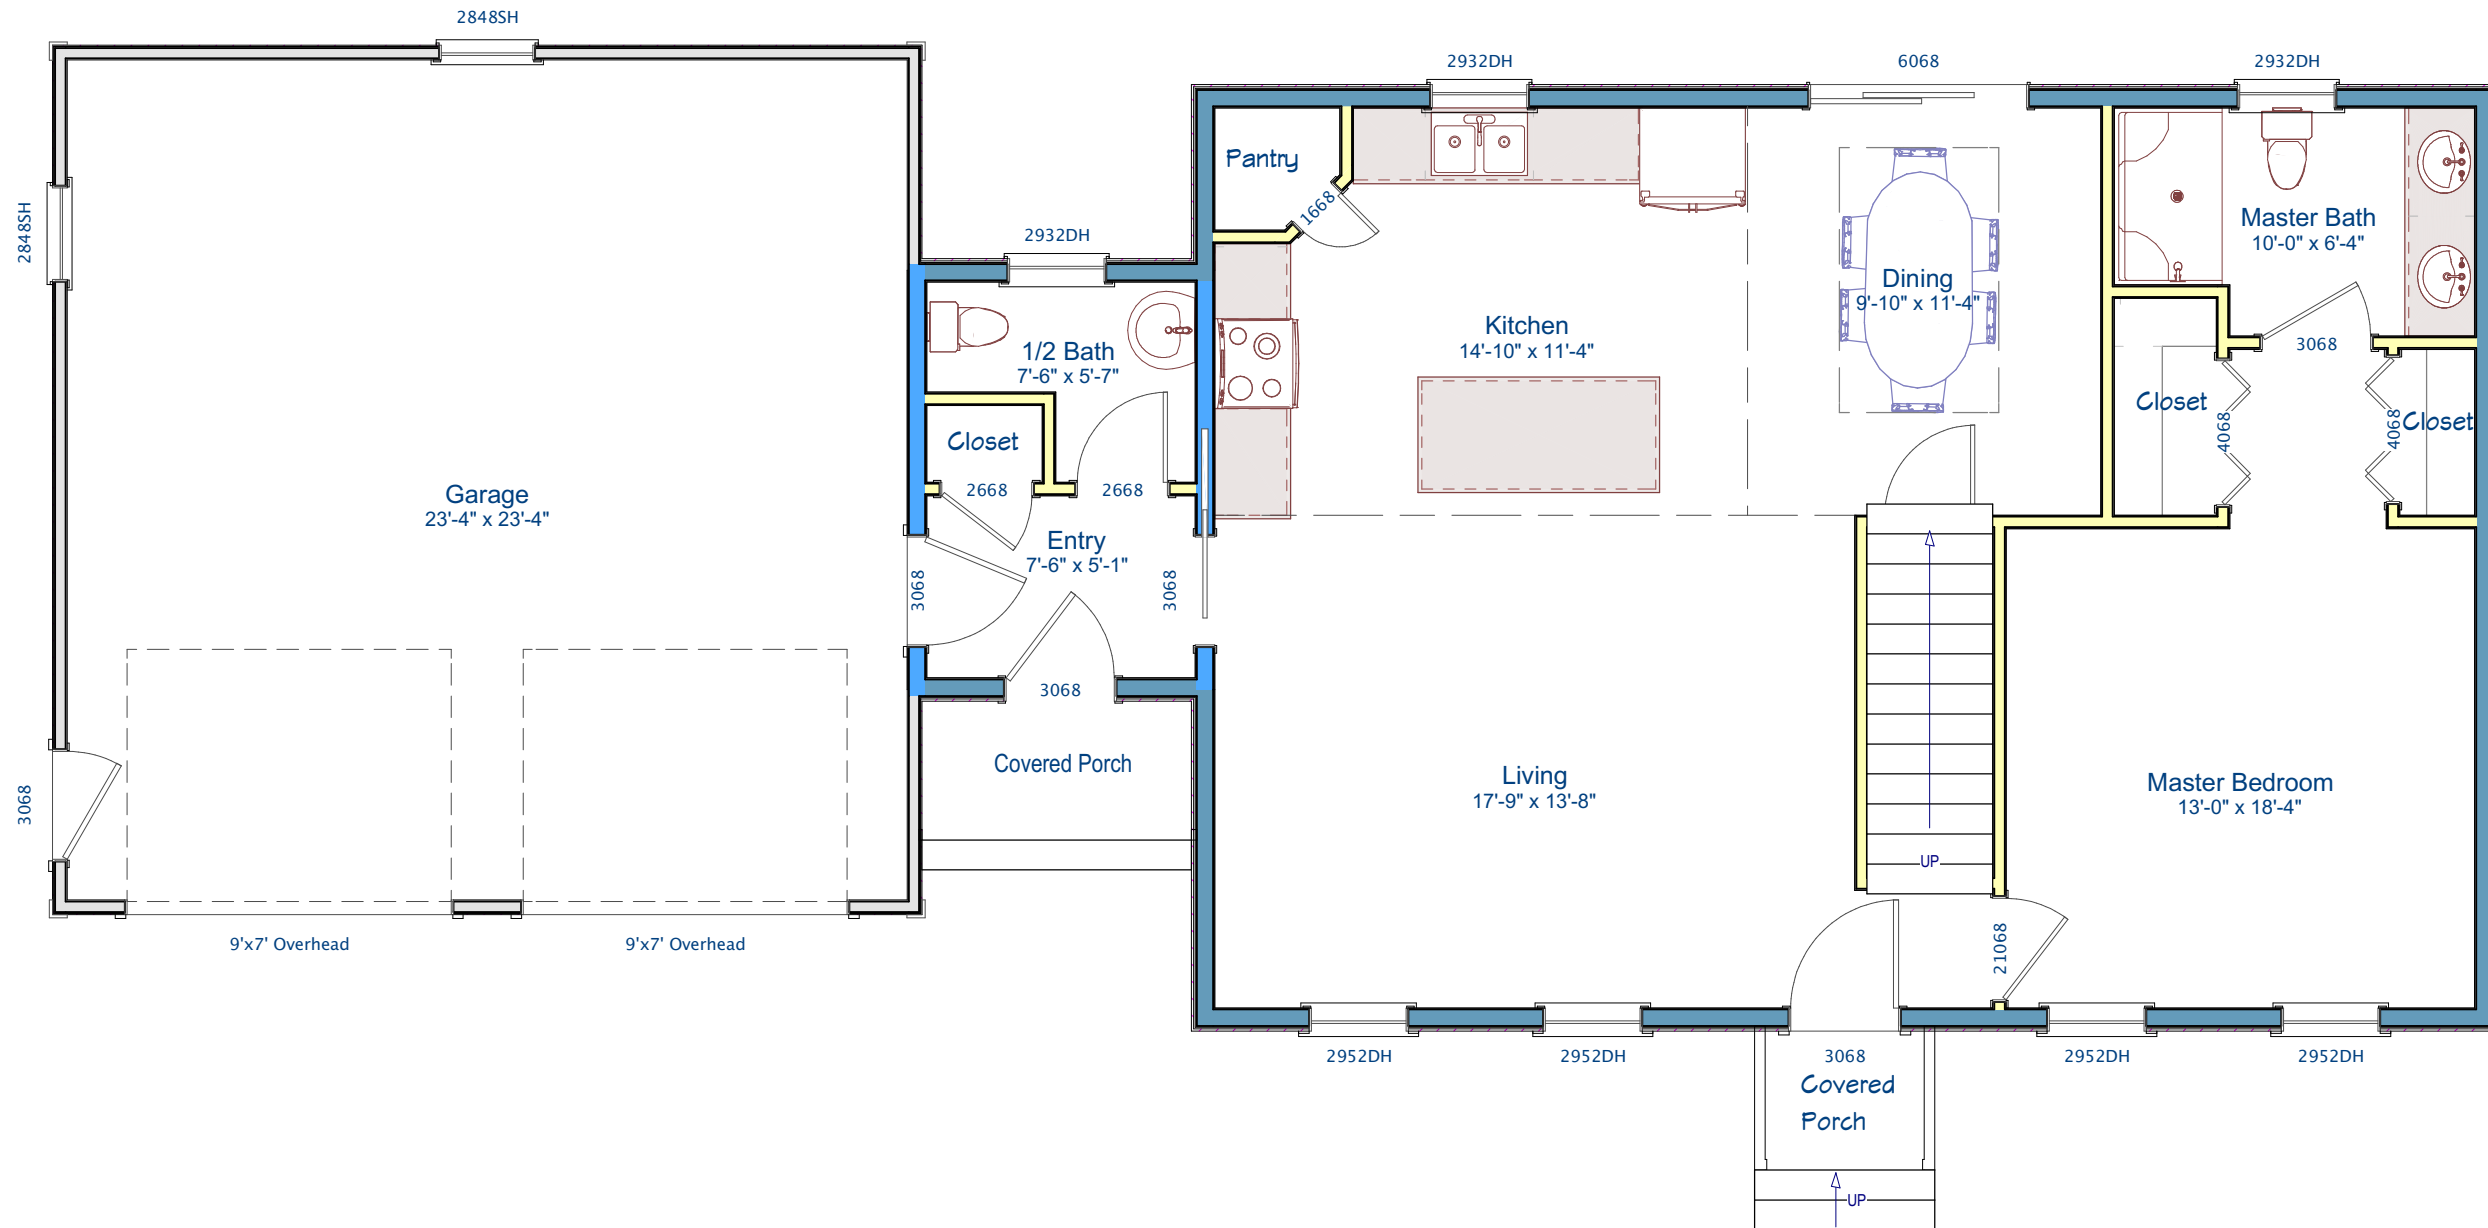 2848SH
2932DH
6068
2932DH
Pantry
1668
2848SH
2932DH
Master Bath
10'-0" x 6'-4"
Dining
9'-10" x 11'-4"
Kitchen
14'-10" x 11'-4"
1/2 Bath
7'-6" x 5'-7"
3068
Closet
4068
4068
Closet
Closet
2668
2668
Garage
23'-4" x 23'-4"
Entry
7'-6" x 5'-1"
3068
3068
3068
Covered Porch
Living
17'-9" x 13'-8"
Master Bedroom
13'-0" x 18'-4"
3068
UP
21068
9'x7' Overhead
9'x7' Overhead
2952DH
2952DH
3068
2952DH
2952DH
Covered
Porch
UP